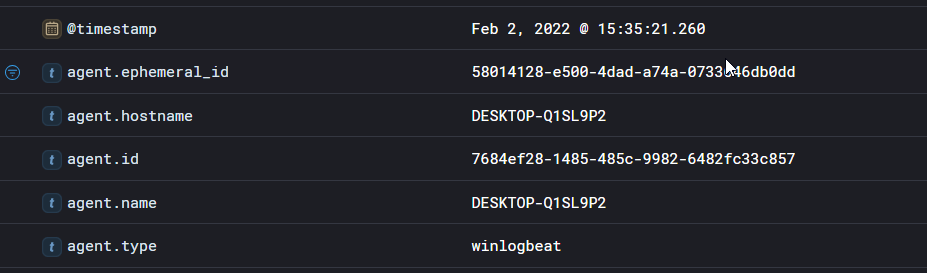 @timestamp Feb 2, 2022 @ 15:35:21.260
t agent.ephemeral_id
t agent.hostname DESKTOP-Q1SL9P2
t agent.id 7684ef28-1485-485c-9982-6482fc33c857
t agent.name DESKTOP-Q1SL9P2
t agent.type winlogbeat